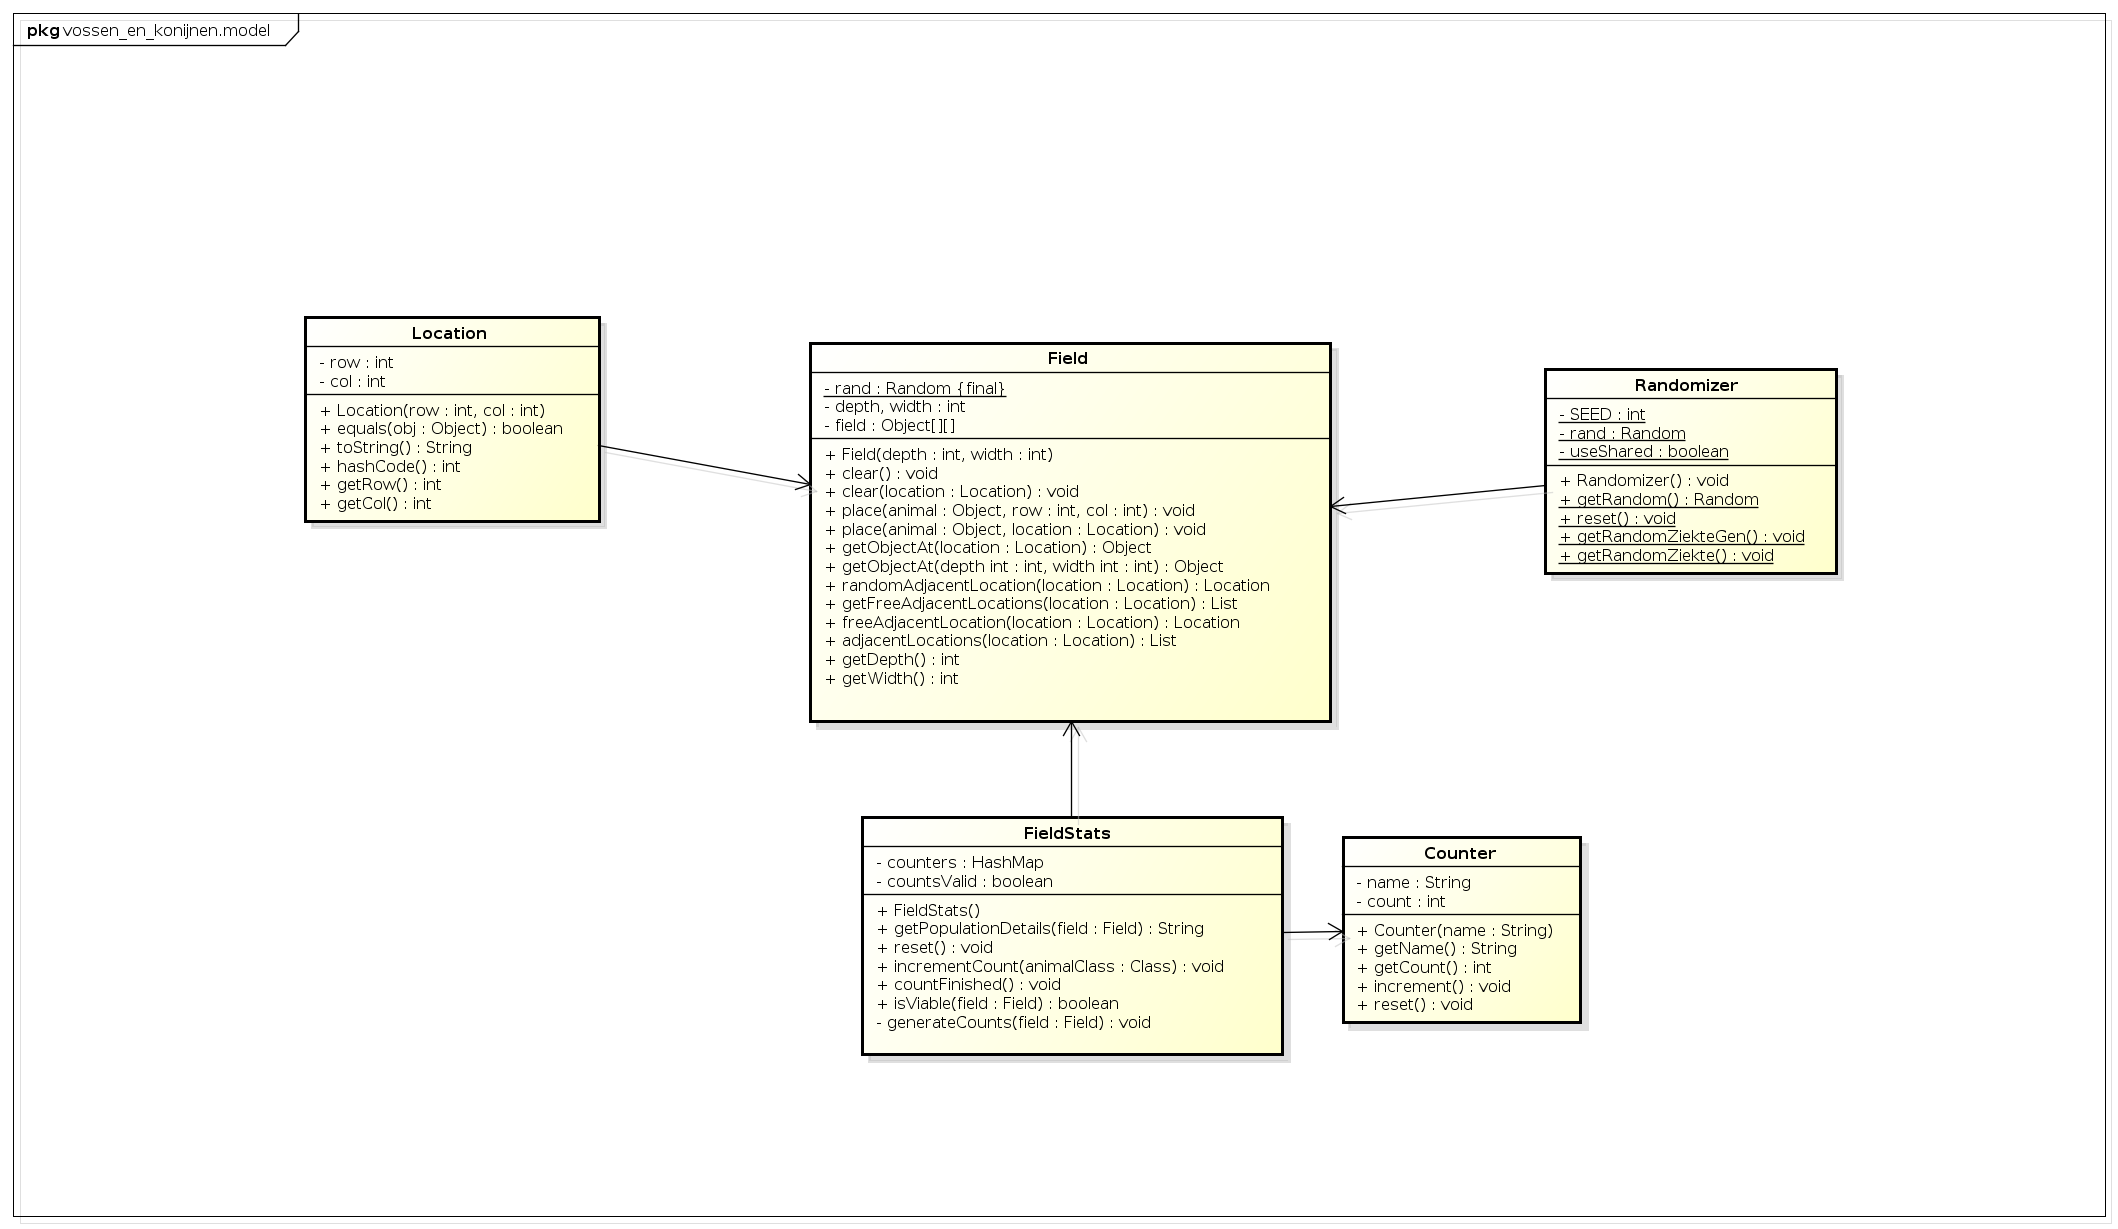 pkg vossen_en_konijnen.model
Location
- row : int
- col : int
+ Location(row : int, col : int)
+ equals(obj : Object) : boolean
+ toString() : String
+ hashCode() : int
+ getRow() : int
+ getCol() : int
Field
- rand : Random {final}
- depth, width : int
- field : Object[][]
+ Field(depth : int, width : int)
+ clear() : void
+ clear(location : Location) : void
+ place(animal : Object, row : int, col : int) : void
+ place(animal : Object, location : Location) : void
+ getObjectAt(location : Location) : Object
+ getObjectAt(depth int : int, width int : int) : Object
+ randomAdjacentLocation(location : Location) : Location
+ getFreeAdjacentLocations(location : Location) : List
+ freeAdjacentLocation(location : Location) : Location
+ adjacentLocations(location : Location) : List
+ getDepth() : int
+ getWidth() : int
Randomizer
- SEED : int
- rand : Random
- useShared : boolean
+ Randomizer() : void
+ getRandom() : Random
+ reset() : void
+ getRandomZiekteGen() : void
+ getRandomZiekte() : void
FieldStats
- counters : HashMap
- countsValid : boolean
+ FieldStats()
+ getPopulationDetails(field : Field) : String
+ reset() : void
+ incrementCount(animalClass : Class) : void
+ countFinished() : void
+ isViable(field : Field) : boolean
- generateCounts(field : Field) : void
Counter
- name : String
- count : int
+ Counter(name : String)
+ getName() : String
+ getCount() : int
+ increment() : void
+ reset() : void